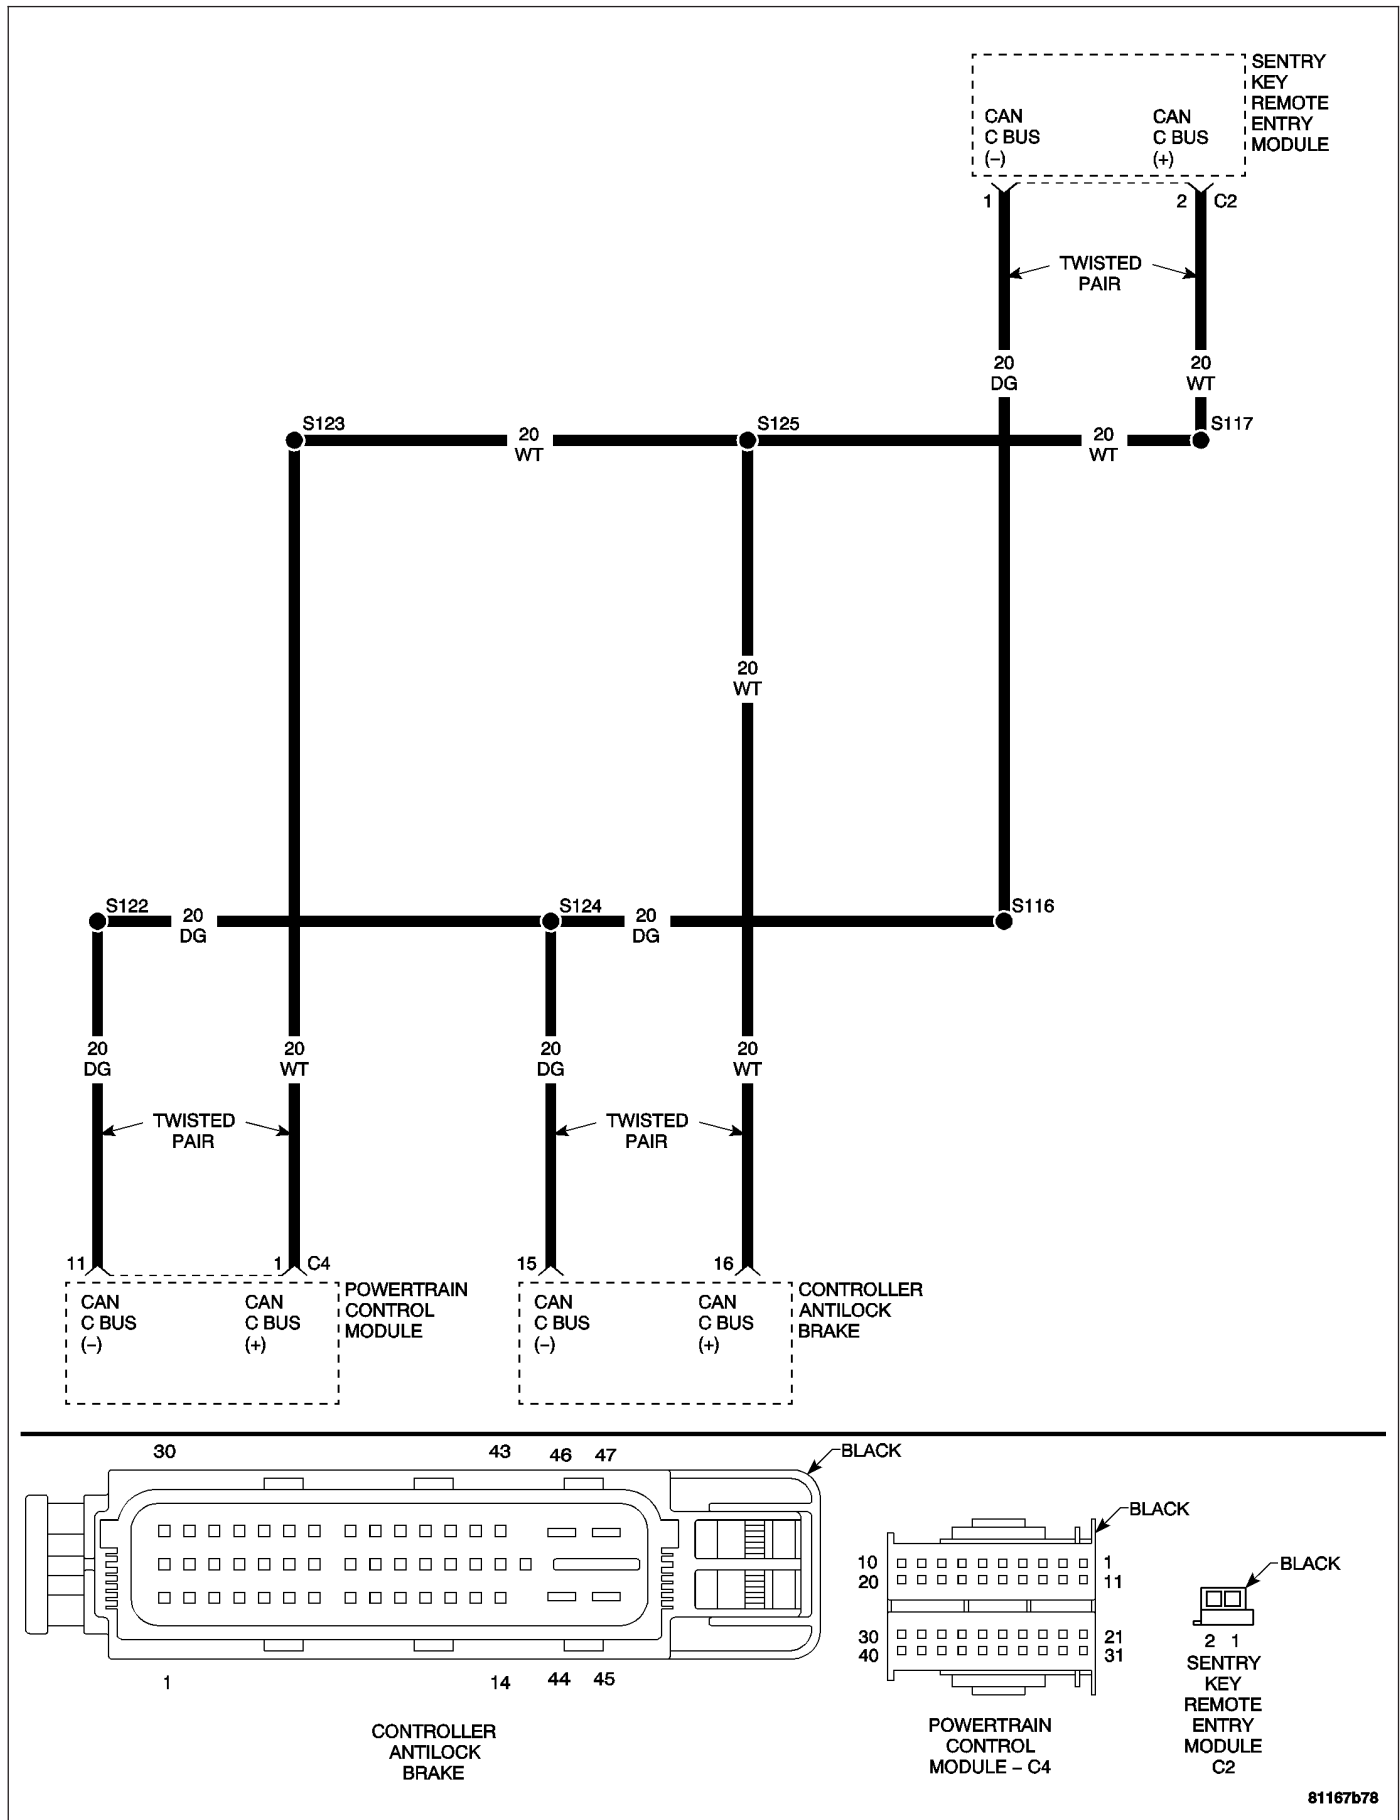 SENTRY
KEY
REMOTE
ENTRY
MODULE
CAN
C BUS
(–)
CAN
C BUS
(+)
1
2
C2
TWISTED
PAIR
20
DG
20
WT
S123
20
WT
S125
20
WT
S117
20
WT
S122
20
DG
S124
20
DG
S116
20
DG
20
WT
20
DG
20
WT
TWISTED
PAIR
TWISTED
PAIR
11
1
C4
15
16
CAN
C BUS
(–)
CAN
C BUS
(+)
POWERTRAIN
CONTROL
MODULE
CAN
C BUS
(–)
CAN
C BUS
(+)
CONTROLLER
ANTILOCK
BRAKE
30
43
46
47
BLACK
1
14
44
45
CONTROLLER
ANTILOCK
BRAKE
BLACK
10
1
20
11
30
21
40
31
POWERTRAIN
CONTROL
MODULE – C4
BLACK
2 1
SENTRY
KEY
REMOTE
ENTRY
MODULE
C2
81167b78